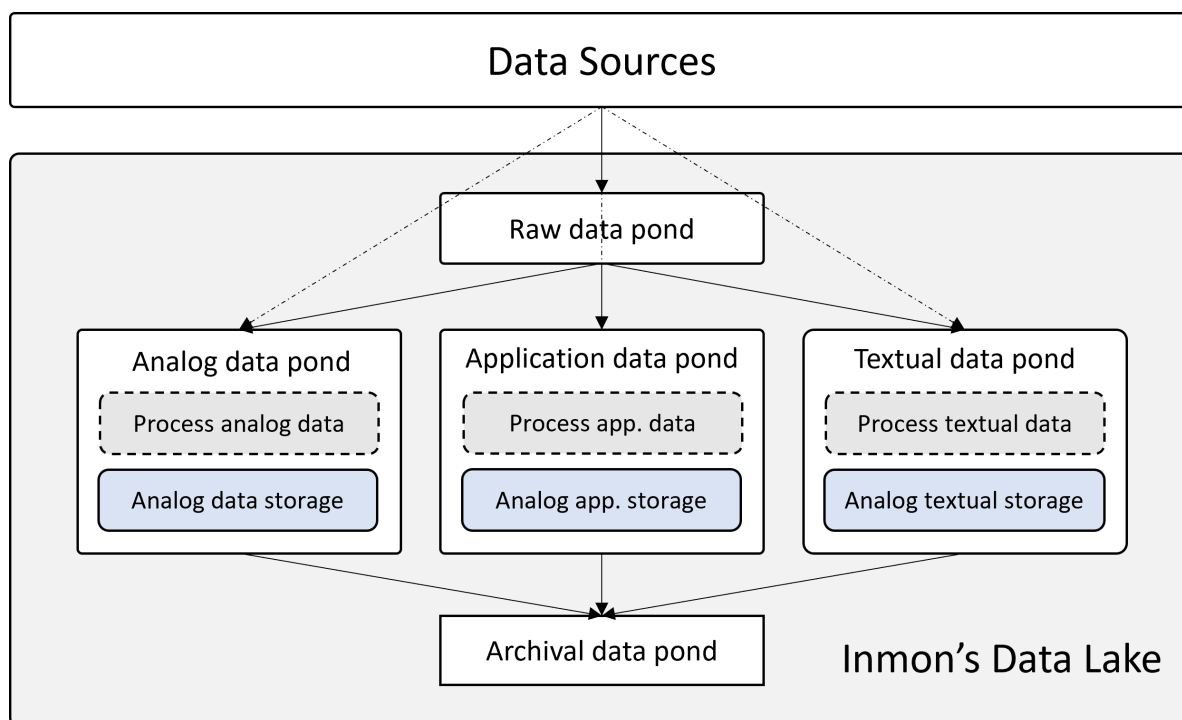 Data Sources
Raw data pond
Analog data pond
Application data pond
Textual data pond
Process analog data
Process app. data
Process textual data
Analog data storage
Analog app. storage
Analog textual storage
Archival data pond
Inmon’s Data Lake